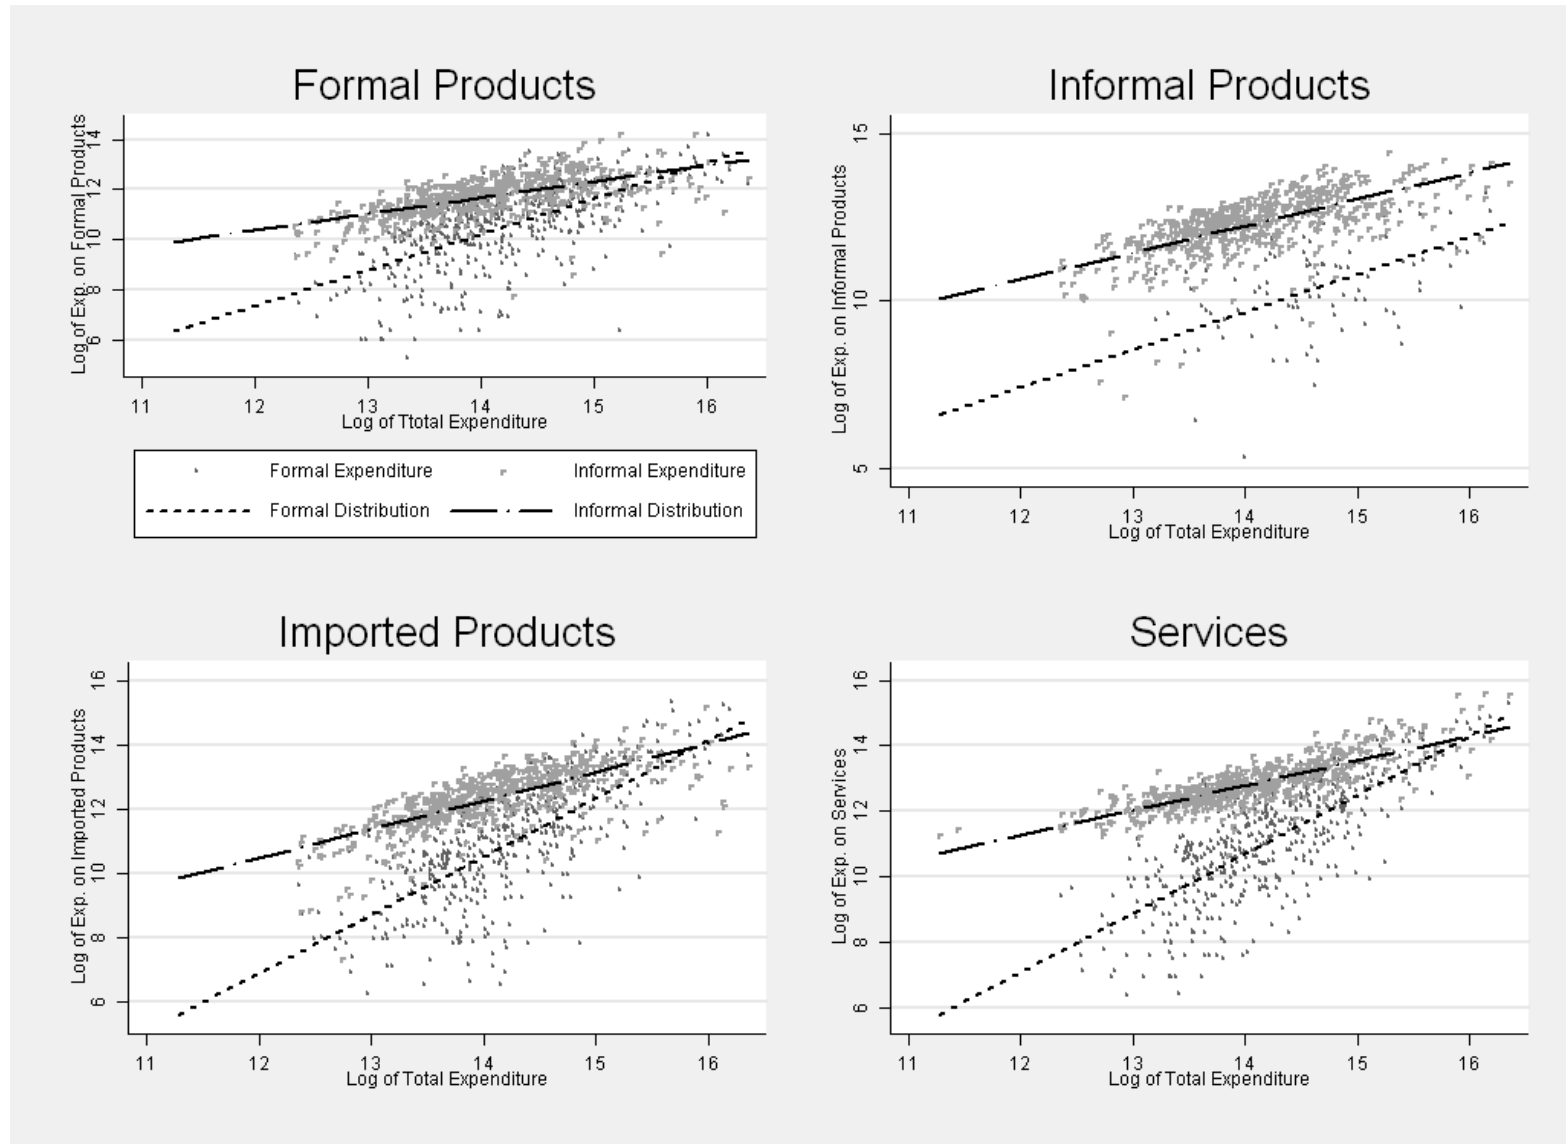 Formal Products
Log of Exp. on Formal Products
14
12
10
8
6
11 12 13 14 15 16
Log of Ttotal Expenditure
Formal Expenditure Informal Expenditure
Formal Distribution Informal Distribution
Informal Products
Log of Exp. on Informal Products
15
10
5
11 12 13 14 15 16
Log of Total Expenditure
Imported Products
Log of Exp. on Imported Products
16
14
12
10
8
6
11 12 13 14 15 16
Log of Total Expenditure
Services
Log of Exp. on Services
16
14
12
10
8
6
11 12 13 14 15 16
Log of Total Expenditure